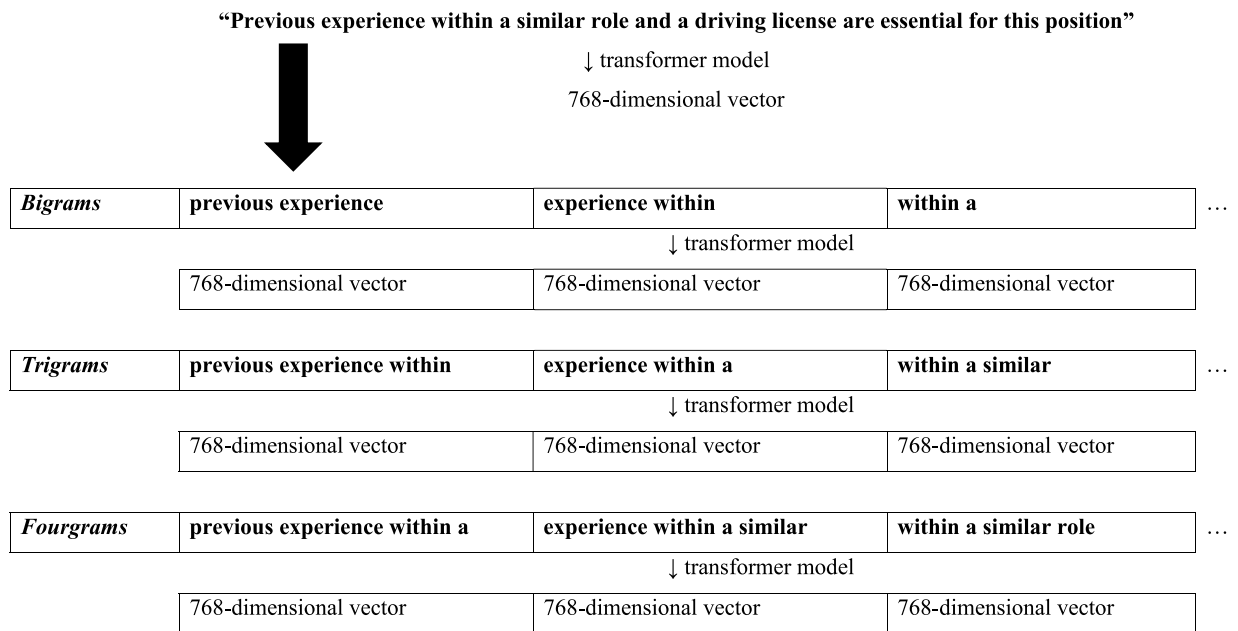 “Previous experience within a similar role and a driving license are essential for this position”
↓ transformer model
768-dimensional vector
Bigrams previous experience experience within within a …
↓ transformer model
768-dimensional vector 768-dimensional vector 768-dimensional vector
Trigrams previous experience within experience within a within a similar …
↓ transformer model
768-dimensional vector 768-dimensional vector 768-dimensional vector
Fourgrams previous experience within a experience within a similar within a similar role …
↓ transformer model
768-dimensional vector 768-dimensional vector 768-dimensional vector